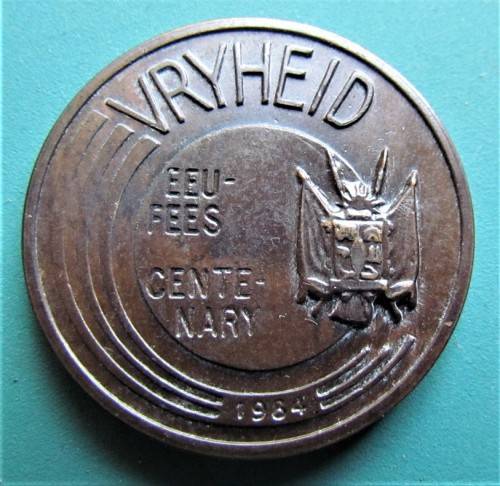 VRYHEID
EEU-
FEES
CENTE-
NARY
1984